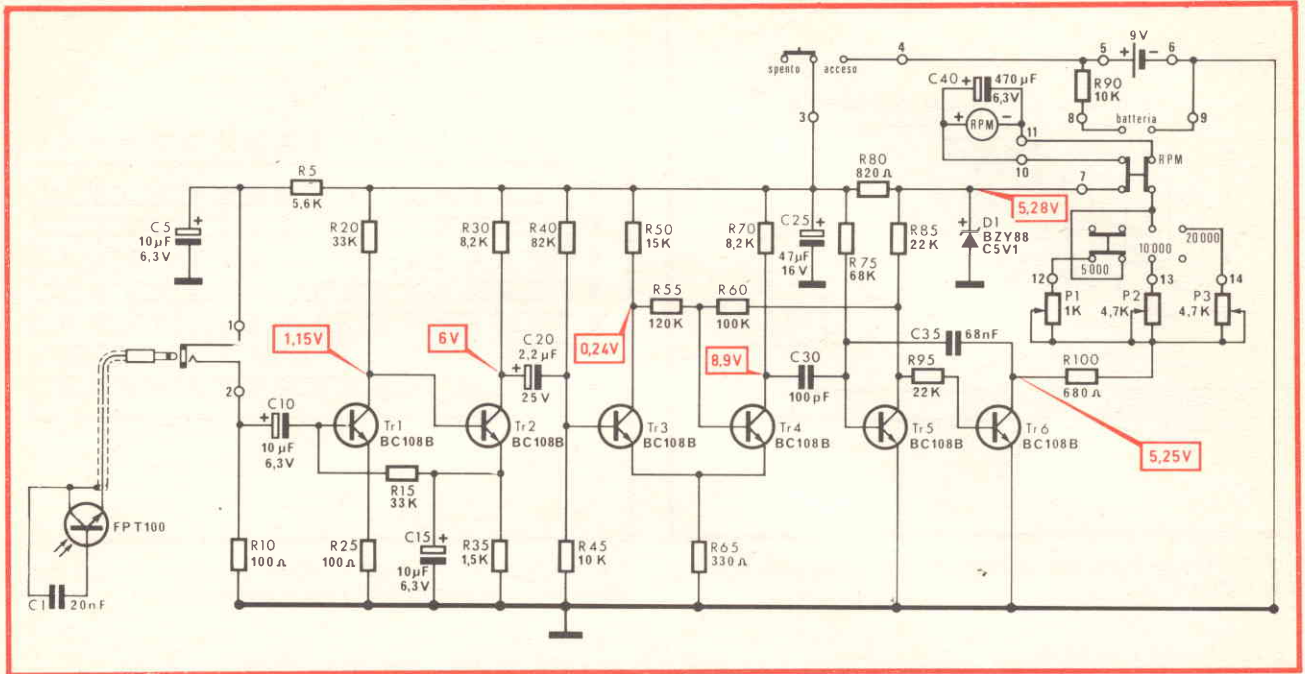 9V
4
5
+
-
6
spento
acceso
C40
+
470µF
6,3V
R90
10K
+
RPM
-
8
batteria
9
3
11
RPM
10
R80
820Ω
7
R5
5,6K
5,28V
C5
+
10µF
6,3V
R20
33K
R30
8,2K
R40
82K
R50
15K
R70
8,2K
C25
+
47µF
16V
R75
68K
R85
22K
+
D1
BZY88
C5V1
20000
10000
5000
12
13
14
P1
1K
P2
4,7K
P3
4,7K
R55
120K
R60
100K
1
1,15V
6V
C20
2,2µF
+
25V
0,24V
8,9V
C30
100pF
C35
68nF
R95
22K
R100
680Ω
2
+
C10
10µF
6,3V
Tr1
BC108B
Tr2
BC108B
Tr3
BC108B
Tr4
BC108B
Tr5
BC108B
Tr6
BC108B
5,25V
R15
33K
FPT100
R10
100Ω
R25
100Ω
C15
+
10µF
6,3V
R35
1,5K
R45
10K
R65
330Ω
C1
20nF